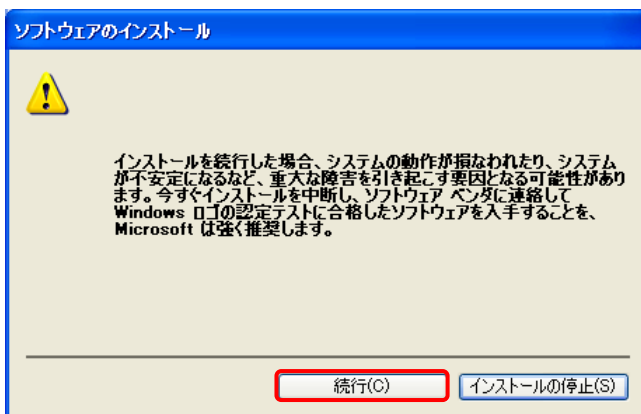 ソフトウェアのインストール
インストールを続行した場合、システムの動作が損なわれたり、システム
が不安定になるなど、重大な障害を引き起こす要因となる可能性があり
ます。今すぐインストールを中断し、ソフトウェア ベンダに連絡して
Windows ロゴの認定テストに合格したソフトウェアを入手することを、
Microsoft は強く推奨します。
続行(C)
インストールの停止(S)